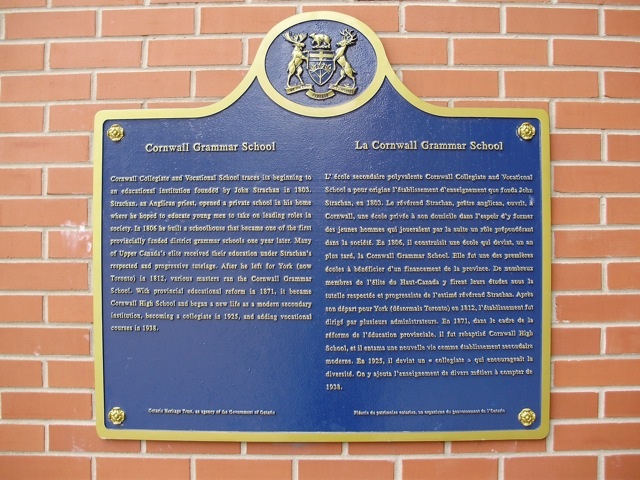 Cornwall Grammar School
Cornwall Collegiate and Vocational School traces its beginning to
an educational institution founded by John Strachan in 1803.
Strachan, an Anglican priest, opened a private school in his home
where he hoped to educate young men to take on leading roles in
society. In 1806 he built a schoolhouse that became one of the first
provincially funded district grammar schools one year later. Many
of Upper Canada's elite received their education under Strachan's
respected and progressive tutelage. After he left for York (now
Toronto) in 1812, various masters ran the Cornwall Grammar
School. With provincial educational reform in 1871, it became
Cornwall High School and began a new life as a modern secondary
institution, becoming a collegiate in 1925, and adding vocational
courses in 1938.
Ontario Heritage Trust, an agency of the Government of Ontario
La Cornwall Grammar School
L'école secondaire polyvalente Cornwall Collegiate and Vocational
School a pour origine l'établissement d'enseignement que fonda John
Strachan, en 1803. Le révérend Strachan, prêtre anglican, ouvrit, à
Cornwall, une école privée à son domicile dans l'espoir d'y former
des jeunes hommes qui joueraient par la suite un rôle prépondérant
dans la société. En 1806, il construisit une école qui devint, un an
plus tard, la Cornwall Grammar School. Elle fut une des premières
écoles à bénéficier d'un financement de la province. De nombreux
membres de l'élite du Haut-Canada y firent leurs études sous la
tutelle respectée et progressiste de l'estimé révérend Strachan. Après
son départ pour York (désormais Toronto) en 1812, l'établissement fut
dirigé par plusieurs administrateurs. En 1871, dans le cadre de la
réforme de l'éducation provinciale, il fut rebaptisé Cornwall High
School, et il entama une nouvelle vie comme établissement secondaire
moderne. En 1925, il devint un « collegiate » qui encourageait la
diversité. On y ajouta l'enseignement de divers métiers à compter de
1938.
Fiducie du patrimoine ontarien, un organisme du gouvernement de l'Ontario